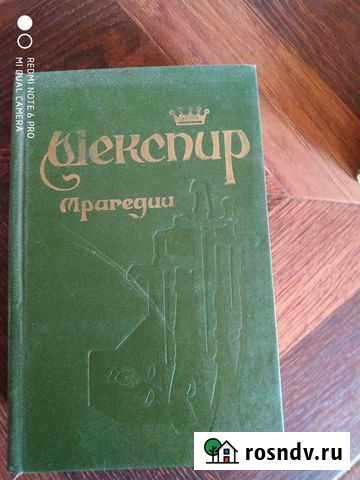 REDMI NOTE 6 PRO
MI DUAL CAMERA
Шекспир
Трагедии
rosndv.ru